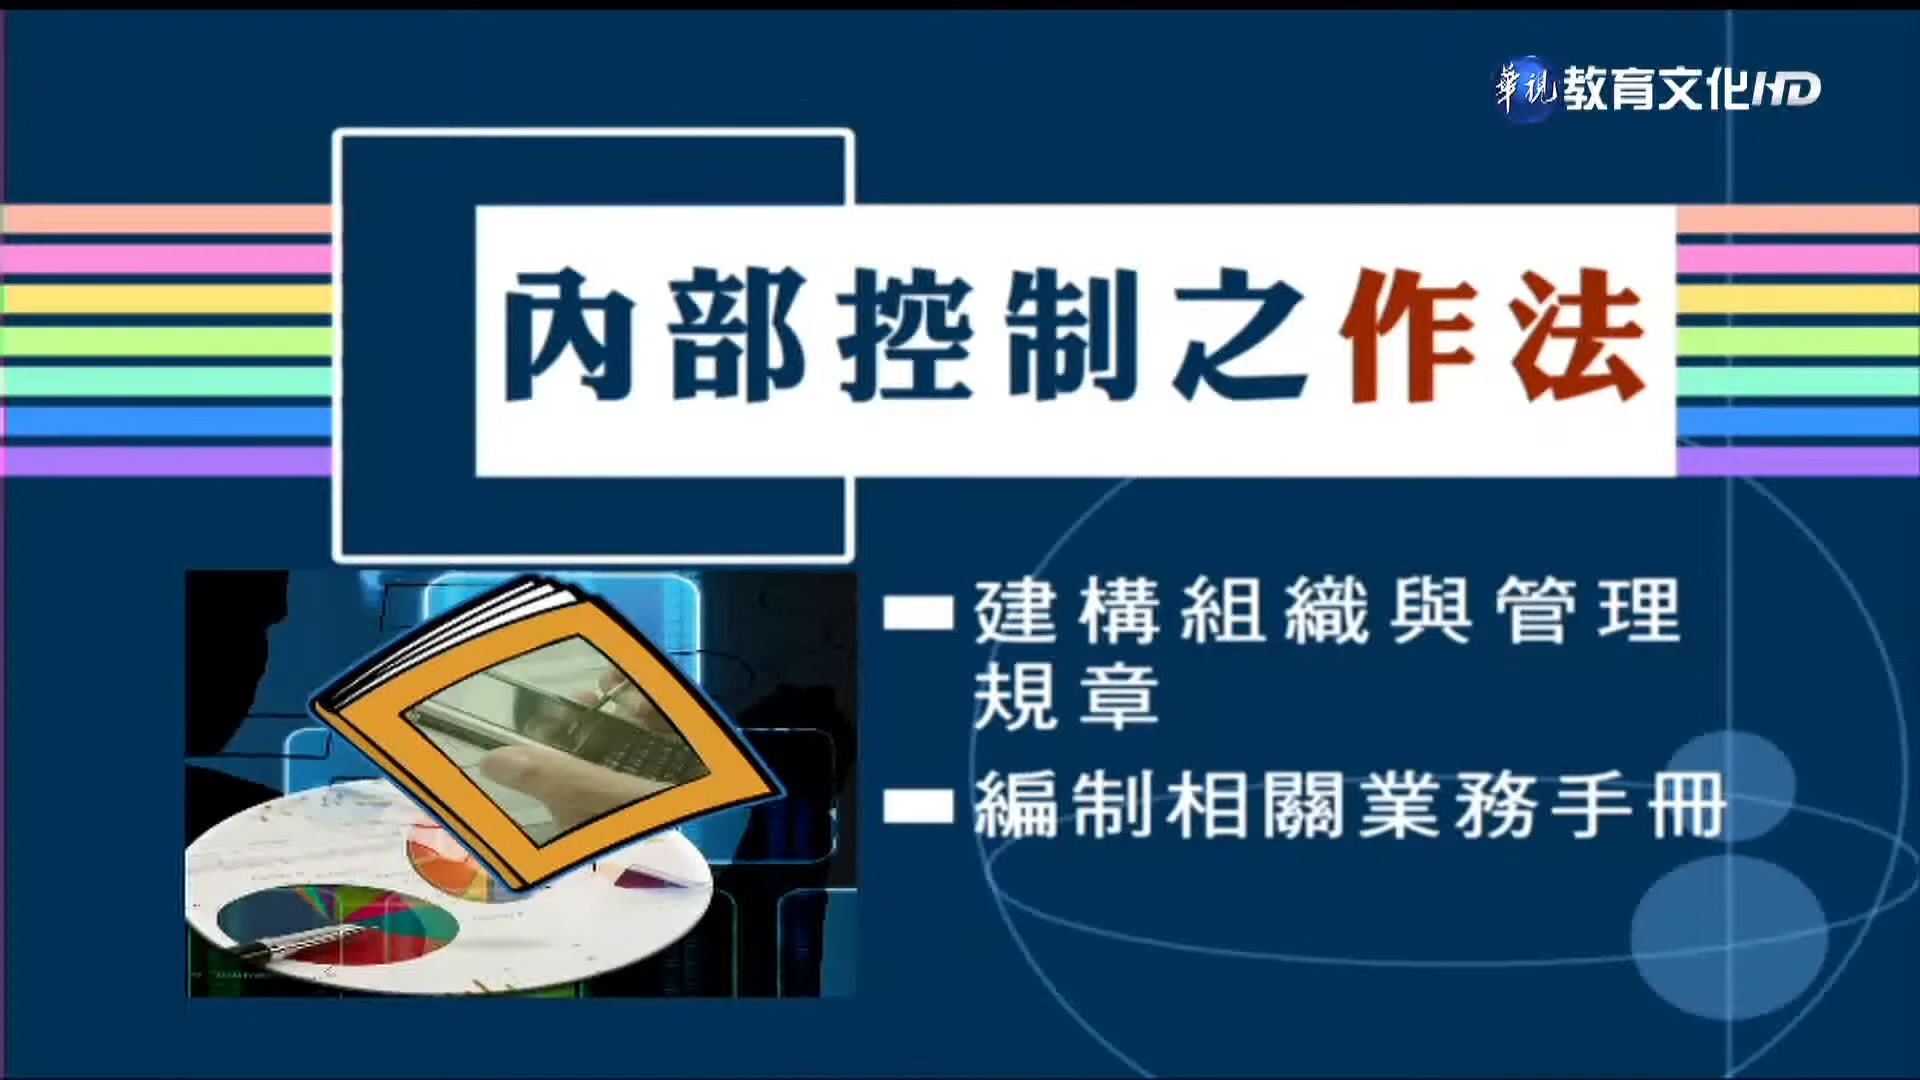 華視教育文化HD
內部控制之作法
建構組織與管理
規章
編制相關業務手冊